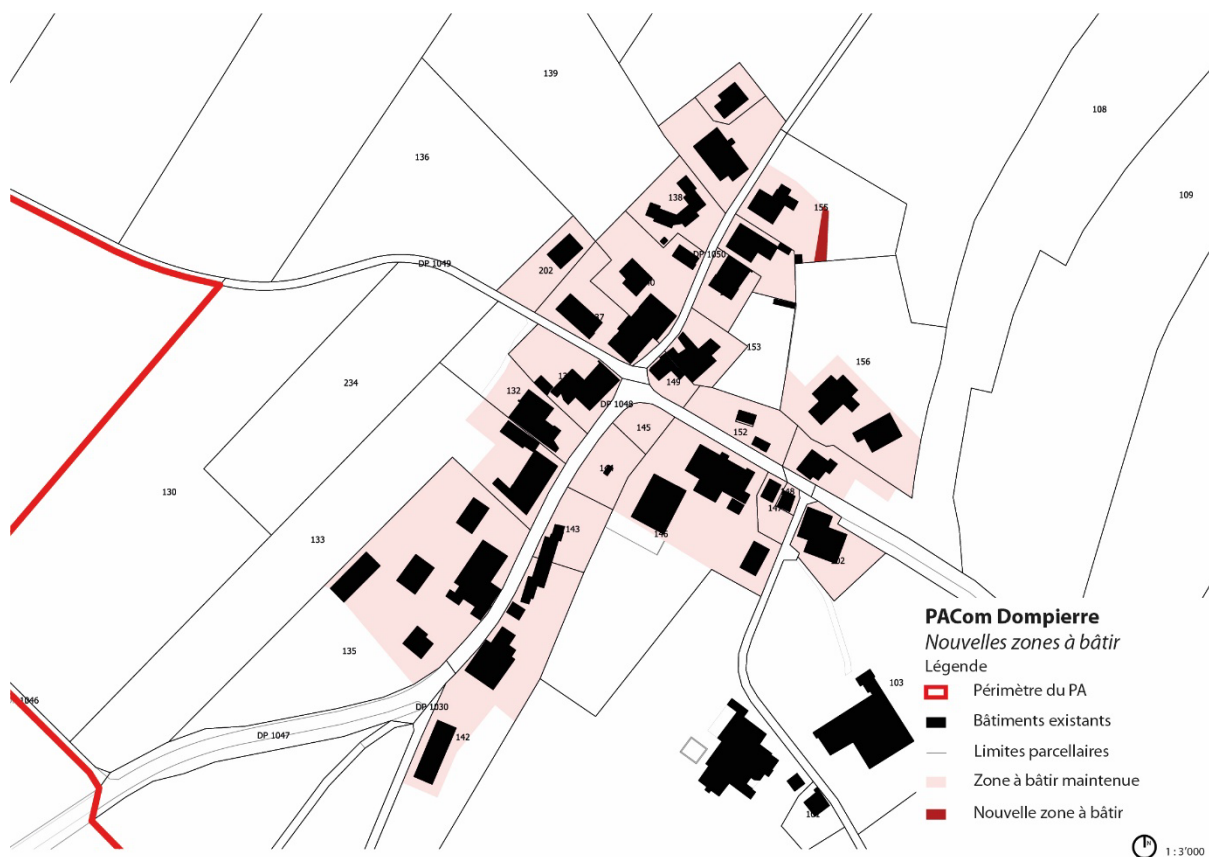 139
108
136
109
138
155
DP 1050
DP 1049
202
153
156
234
149
132
DP 1048
145
152
130
143
146
133
103
135
1046
DP 1030
DP 1047
142
PACom Dompierre
Nouvelles zones à bâtir
Légende
Périmètre du PA
Bâtiments existants
Limites parcellaires
Zone à bâtir maintenue
Nouvelle zone à bâtir
N
1 : 3'000